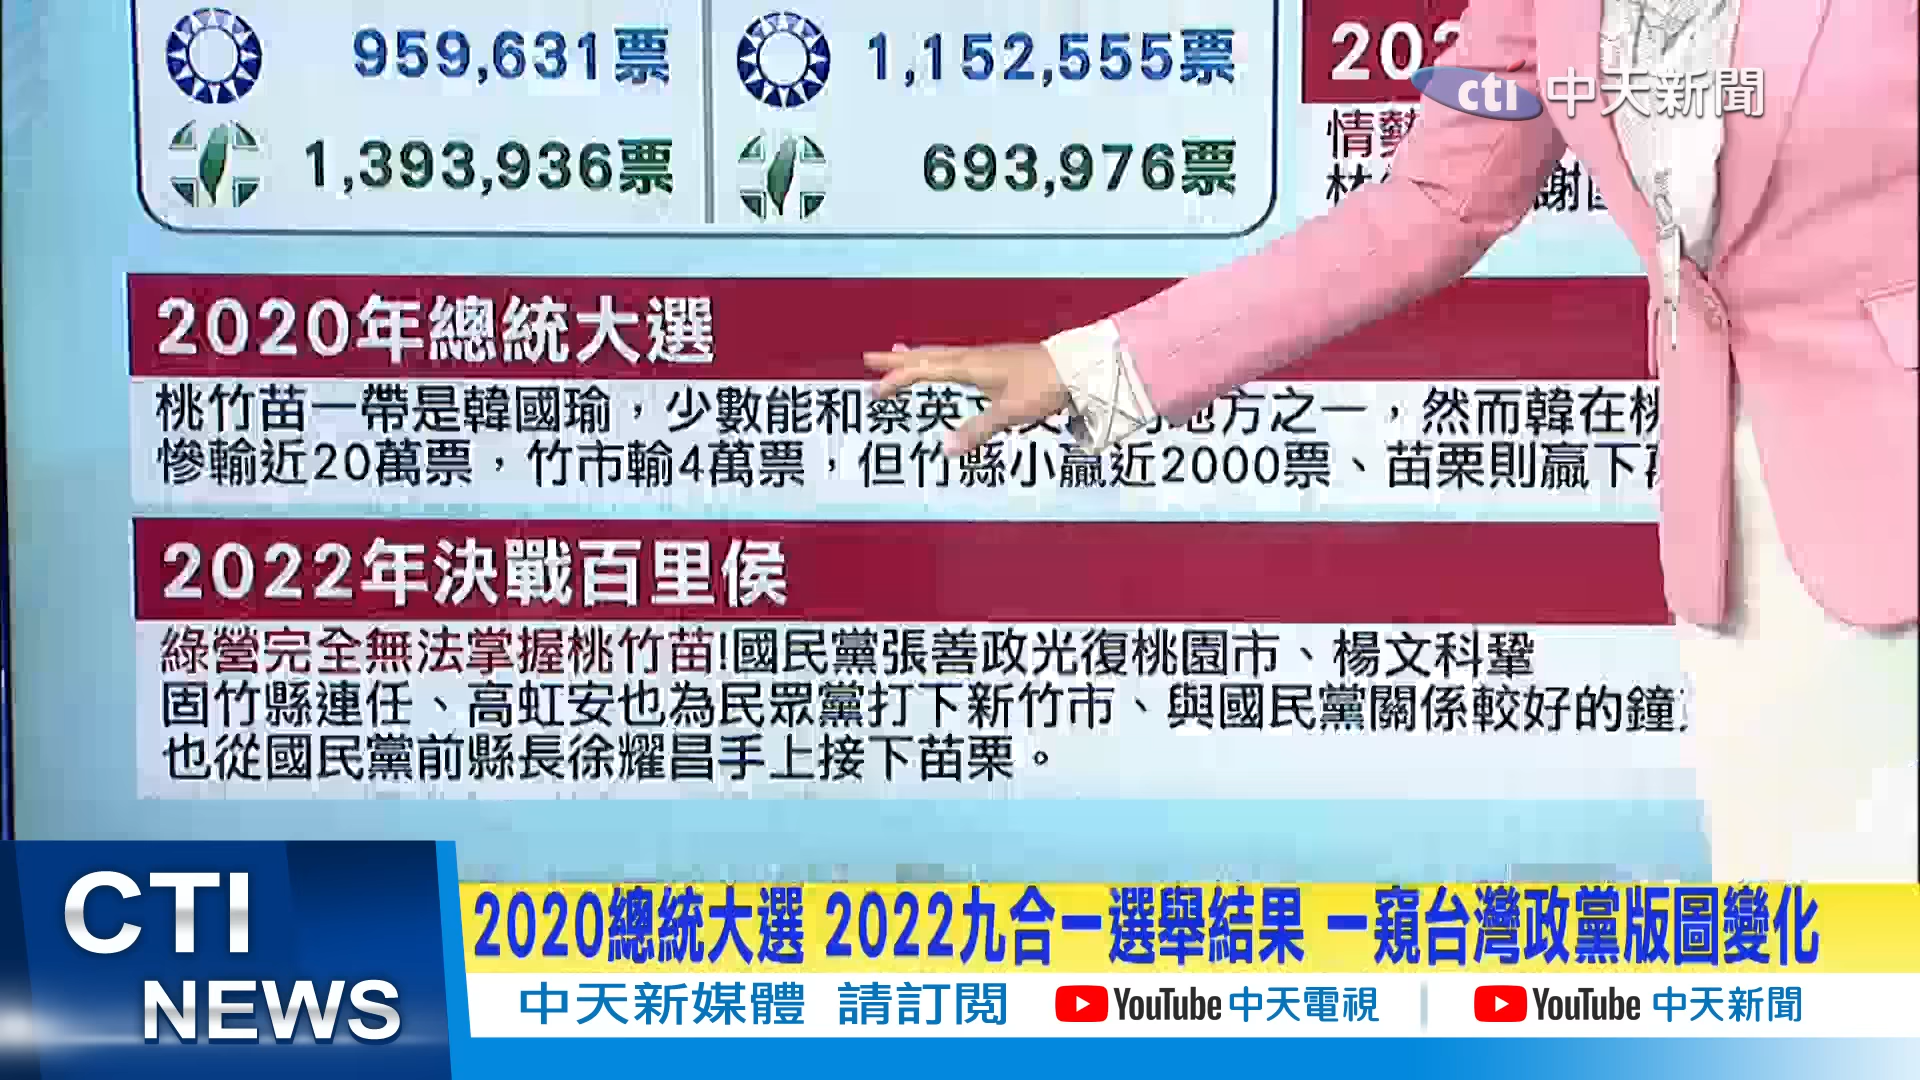 959,631票
1,152,555票
1,393,936票
693,976票
202
cti 中天新聞
情勢
謝
2020年總統大選
桃竹苗一帶是韓國瑜,少數能和蔡英 地方之一,然而韓在桃
慘輸近20萬票,竹市輸4萬票,但竹縣小贏近2000票、苗栗則贏下
2022年決戰百里侯
綠營完全無法掌握桃竹苗!國民黨張善政光復桃園市、楊文科鞏
固竹縣連任、高虹安也為民眾黨打下新竹市、與國民黨關係較好的鐘
也從國民黨前縣長徐耀昌手上接下苗栗。
CTI NEWS
2020總統大選 2022九合一選舉結果 一窺台灣政黨版圖變化
中天新媒體 請訂閱 YouTube 中天電視 | YouTube 中天新聞